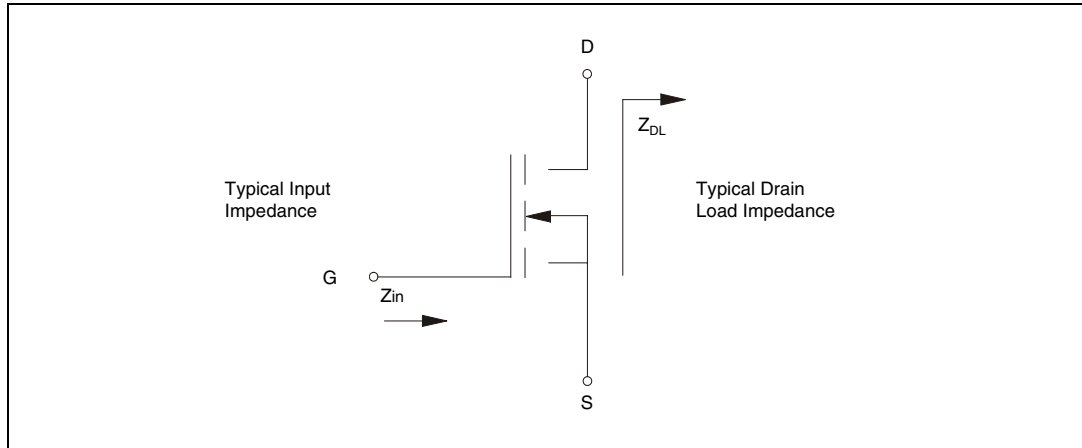 D
Z_DL
Typical Input
Impedance
Typical Drain
Load Impedance
G
Zin
S